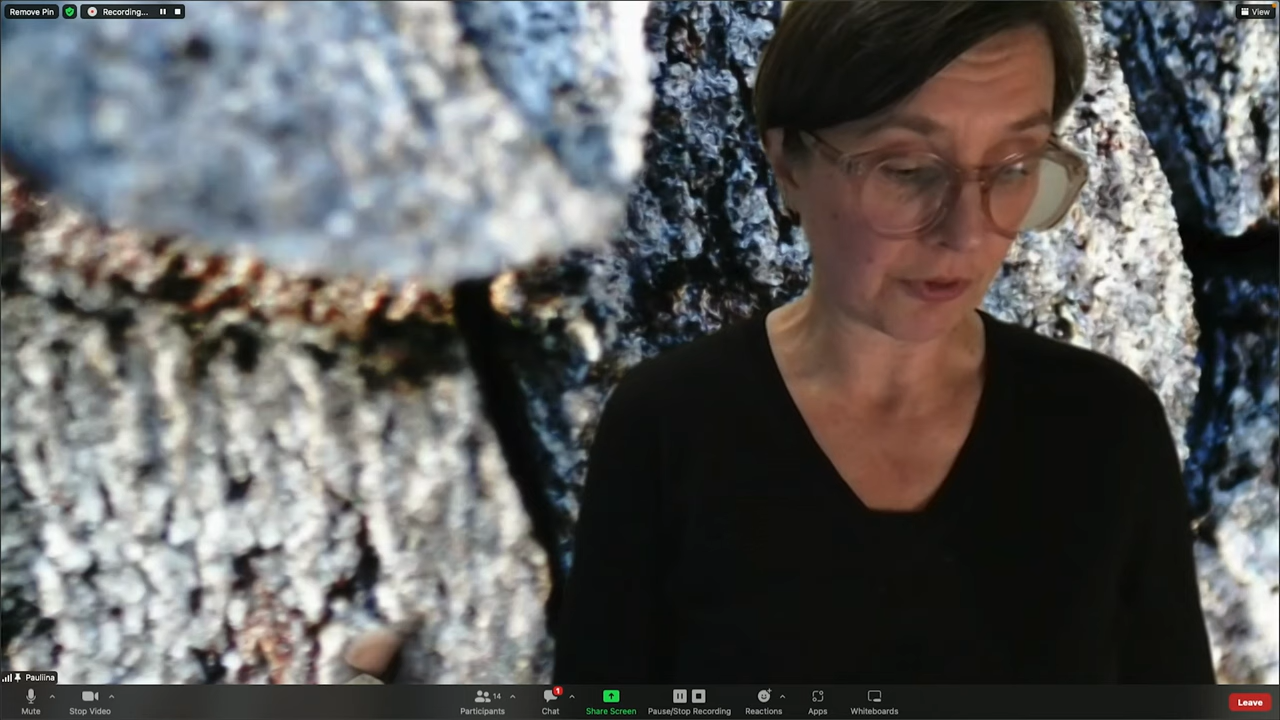 Remove Pin
Recording...
View
Pauliina
Mute
Stop Video
14
Participants
1
Chat
Share Screen
Pause/Stop Recording
Reactions
Apps
Whiteboards
Leave